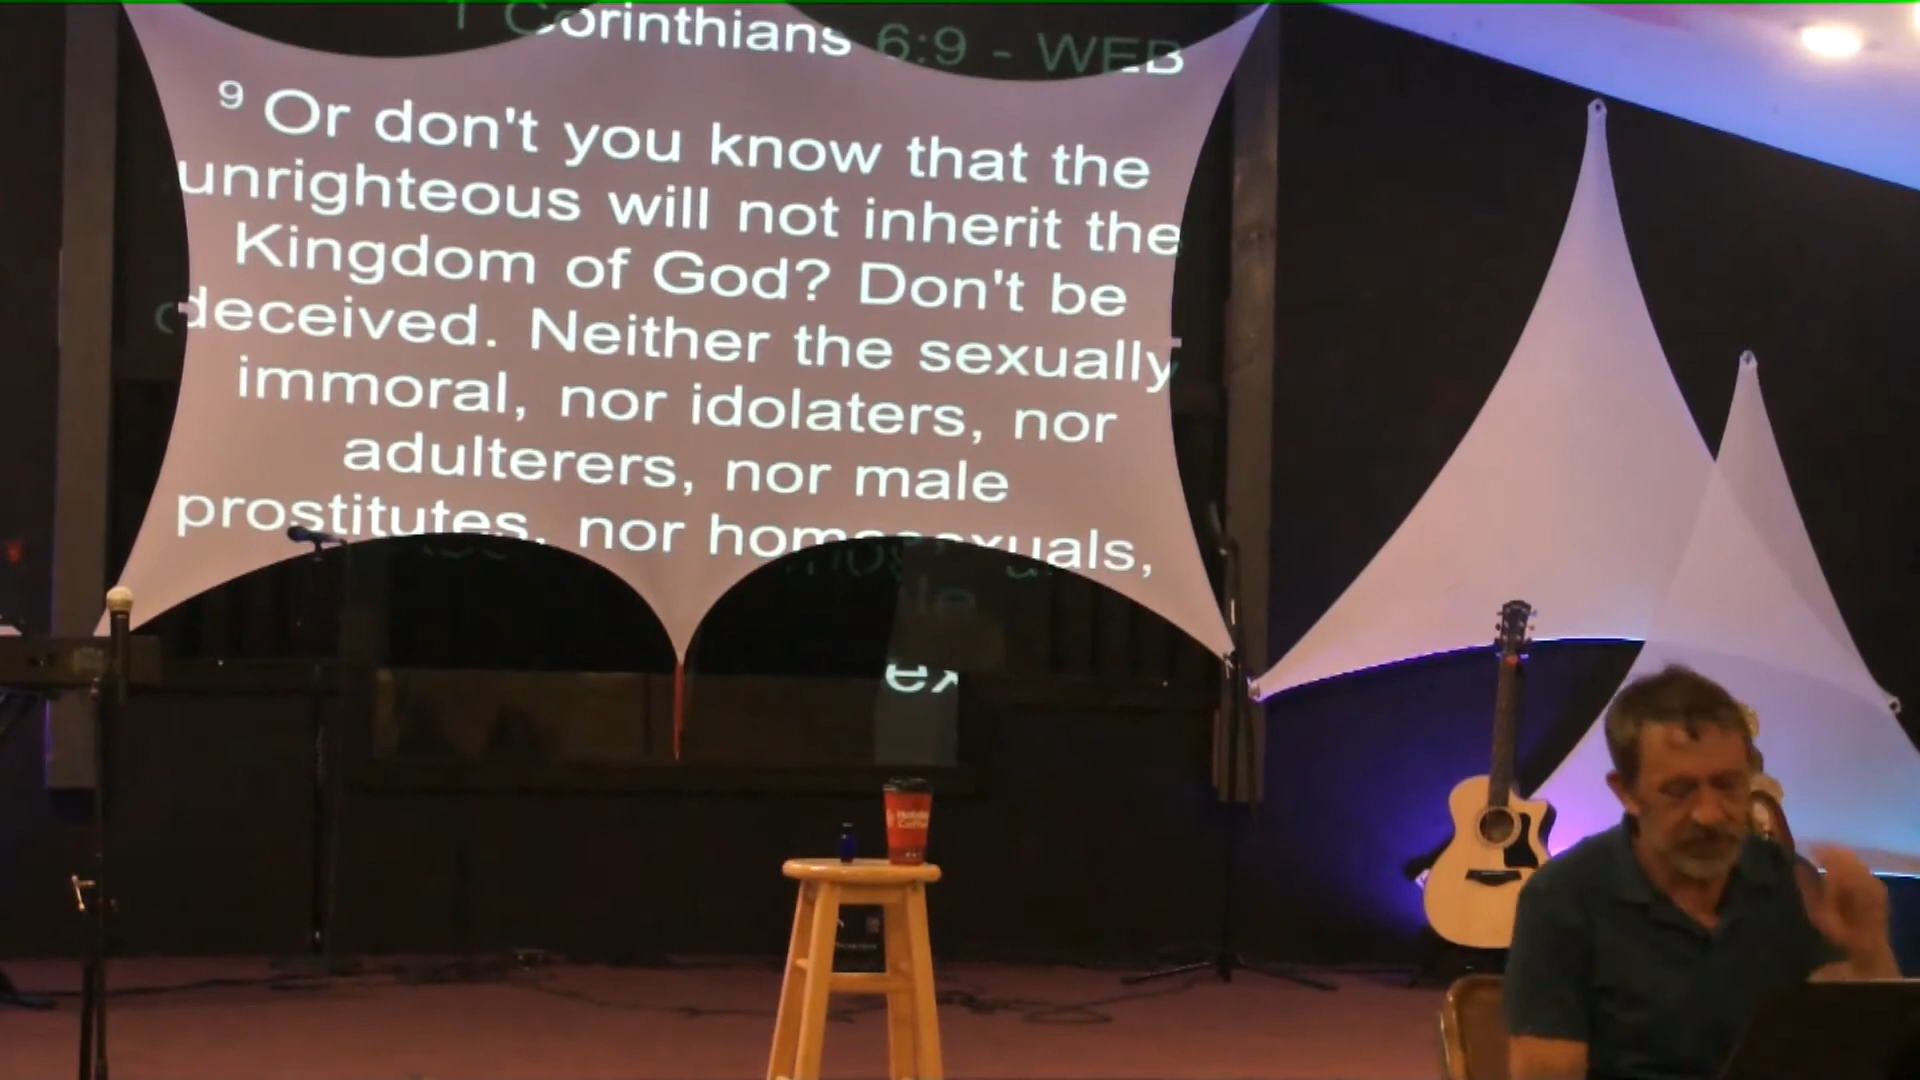 1 Corinthians 6:9 - WEB
9 Or don't you know that the
unrighteous will not inherit the
Kingdom of God? Don't be
deceived. Neither the sexually
immoral, nor idolaters, nor
adulterers, nor male
prostitutes, nor homosexuals,